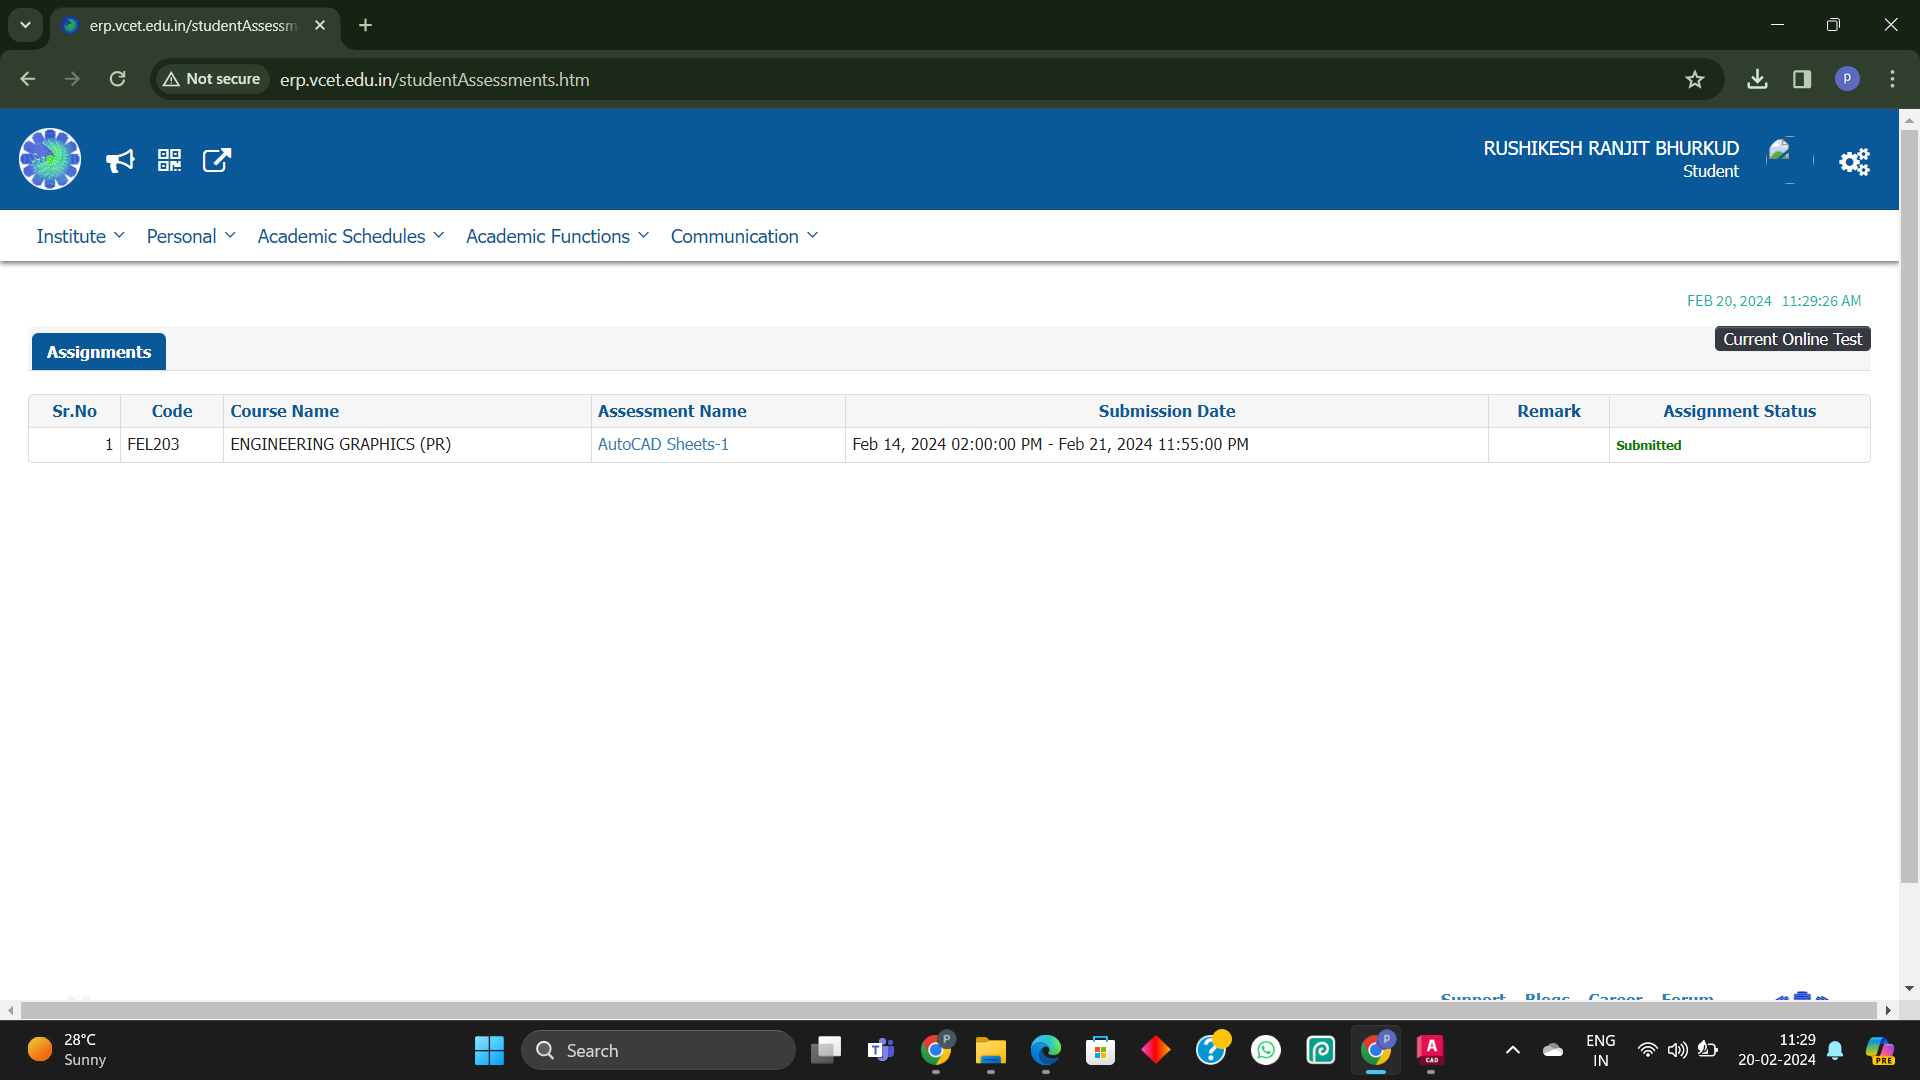 erp.vcet.edu.in/studentAssessm
Not secure
erp.vcet.edu.in/studentAssessments.htm
P
RUSHIKESH RANJIT BHURKUD
Student
Institute Personal Academic Schedules Academic Functions Communication
FEB 20, 2024 11:29:26 AM
Assignments
Current Online Test
Sr.No Code Course Name Assessment Name Submission Date Remark Assignment Status
1 FEL203 ENGINEERING GRAPHICS (PR) AutoCAD Sheets-1 Feb 14, 2024 02:00:00 PM - Feb 21, 2024 11:55:00 PM Submitted
Support Blogs Career Forum
28°C
Sunny
Search
P
P
A
CAD
ENG
IN
11:29
20-02-2024
PRE